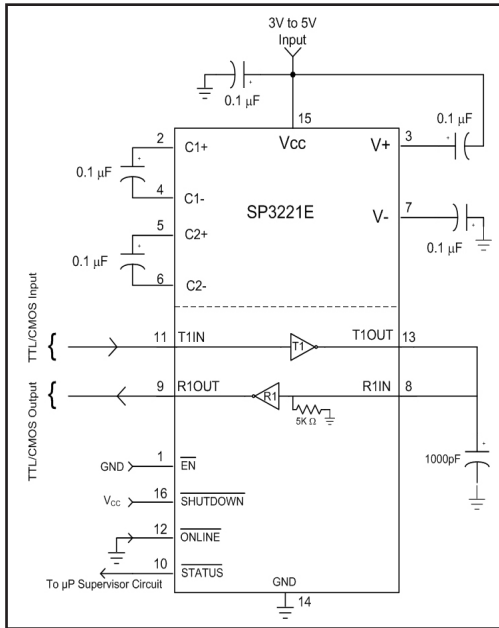 3V to 5V
Input
0.1 µF
15
Vcc
0.1 µF
2
C1+
3
V+
0.1 µF
4
C1-
SP3221E
5
C2+
7
V-
0.1 µF
6
C2-
0.1 µF
TTL/CMOS Input
11
T1IN
T1
T1OUT
13
TTL/CMOS Output
9
R1OUT
R1
R1IN
8
5K Ω
1000pF
GND
1
EN
VCC
16
SHUTDOWN
12
ONLINE
10
STATUS
To µP Supervisor Circuit
GND
14